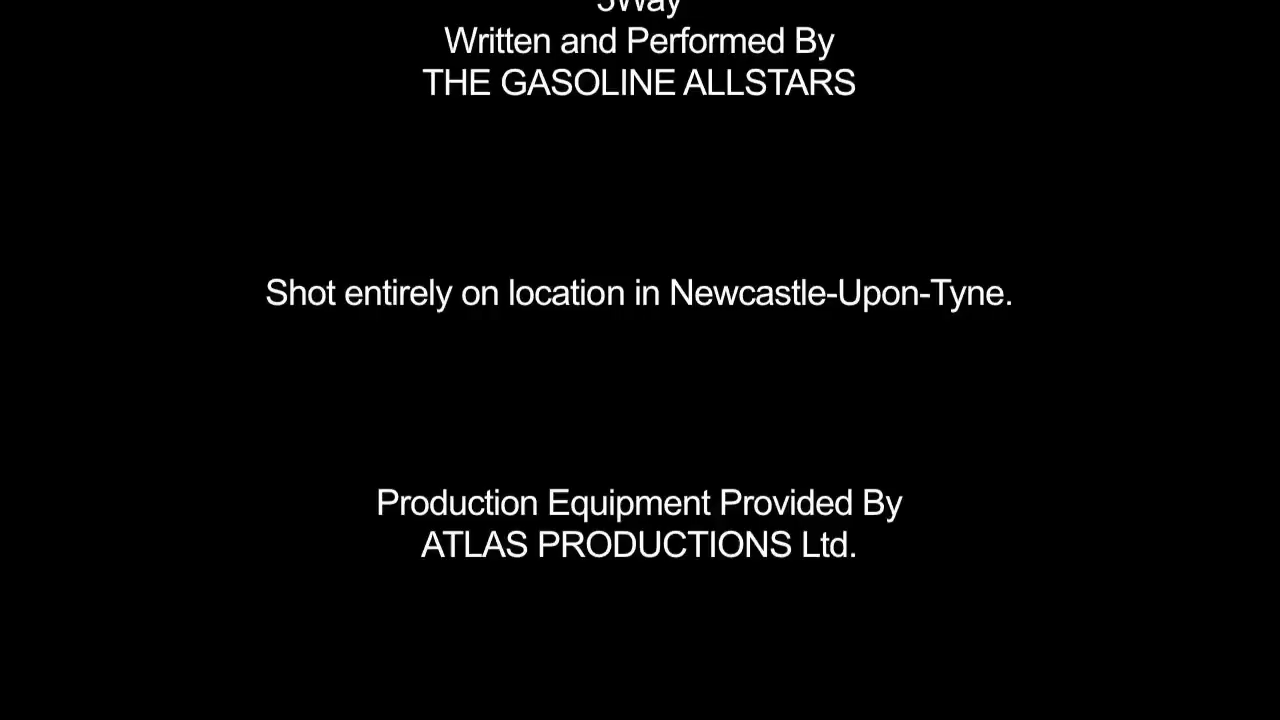 Written and Performed By
THE GASOLINE ALLSTARS
Shot entirely on location in Newcastle-Upon-Tyne.
Production Equipment Provided By
ATLAS PRODUCTIONS Ltd.